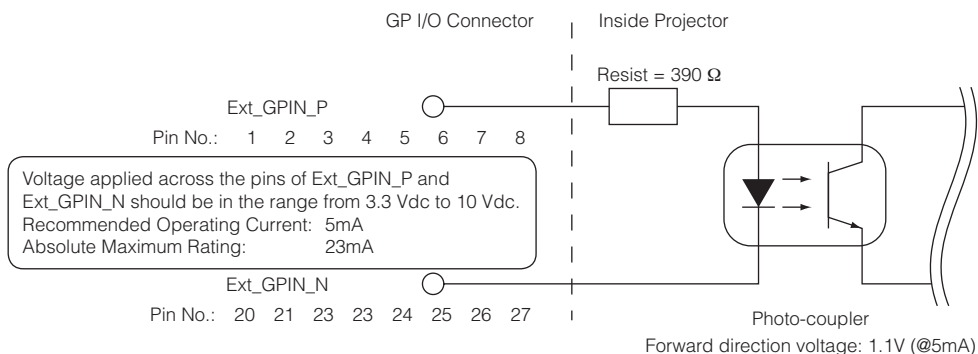 GP I/O Connector
Inside Projector
Resist = 390 Ω
Ext_GPIN_P
Pin No.: 1 2 3 4 5 6 7 8
Voltage applied across the pins of Ext_GPIN_P and
Ext_GPIN_N should be in the range from 3.3 Vdc to 10 Vdc.
Recommended Operating Current: 5mA
Absolute Maximum Rating: 23mA
Ext_GPIN_N
Pin No.: 20 21 23 23 24 25 26 27
Photo-coupler
Forward direction voltage: 1.1V (@5mA)